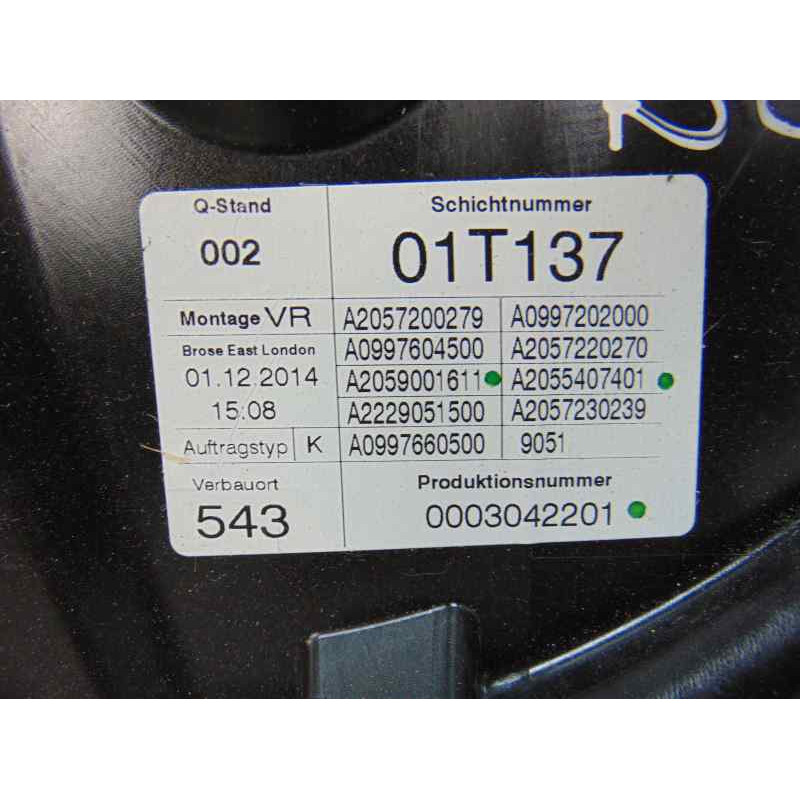 Q-Stand Schichtnummer
002 01T137
Montage VR A2057200279 A0997202000
Brose East London A0997604500 A2057220270
01.12.2014 A2059001611 A2055407401
15:08 A2229051500 A2057230239
Auftragstyp K A0997660500 9051
Verbauort Produktionsnummer
543 0003042201